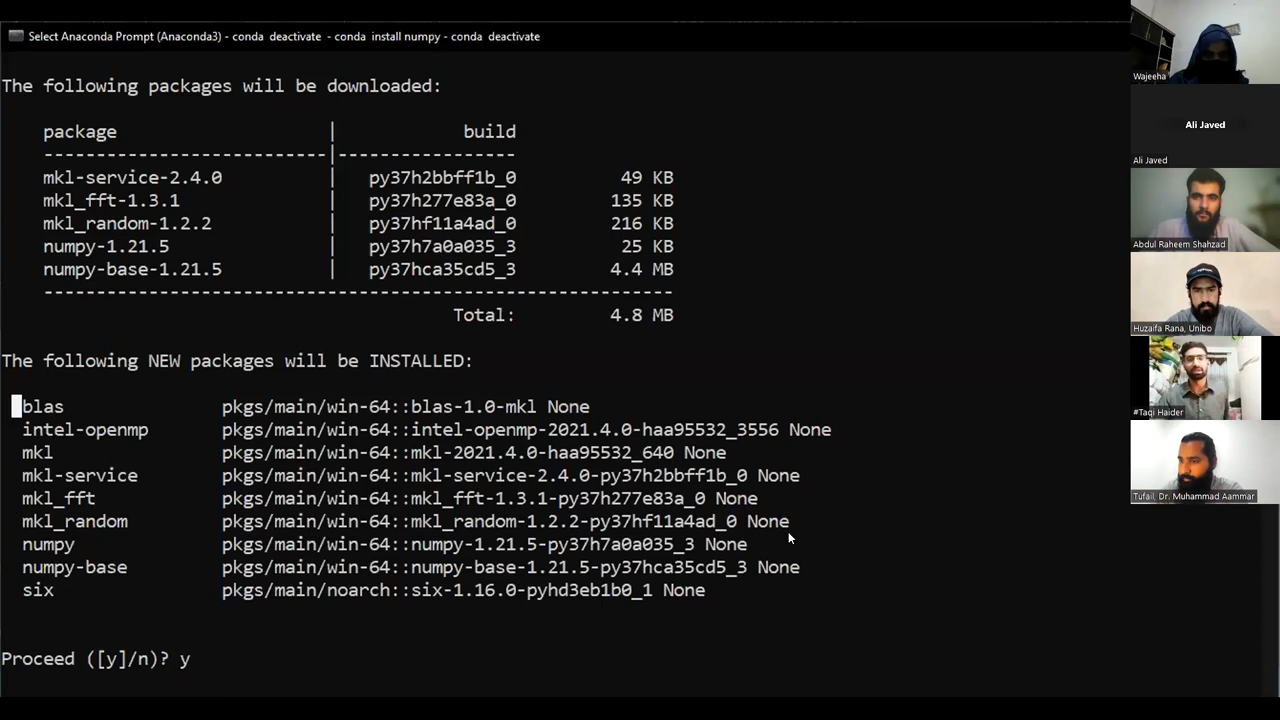 Select Anaconda Prompt (Anaconda3) - conda deactivate - conda install numpy - conda deactivate
The following packages will be downloaded:
package | build
---------------------------|-----------------
mkl-service-2.4.0 | py37h2bbff1b_0 49 KB
mkl_fft-1.3.1 | py37h277e83a_0 135 KB
mkl_random-1.2.2 | py37hf11a4ad_0 216 KB
numpy-1.21.5 | py37h7a0a035_3 25 KB
numpy-base-1.21.5 | py37hca35cd5_3 4.4 MB
------------------------------------------------------------
Total: 4.8 MB
The following NEW packages will be INSTALLED:
blas pkgs/main/win-64::blas-1.0-mkl None
intel-openmp pkgs/main/win-64::intel-openmp-2021.4.0-haa95532_3556 None
mkl pkgs/main/win-64::mkl-2021.4.0-haa95532_640 None
mkl-service pkgs/main/win-64::mkl-service-2.4.0-py37h2bbff1b_0 None
mkl_fft pkgs/main/win-64::mkl_fft-1.3.1-py37h277e83a_0 None
mkl_random pkgs/main/win-64::mkl_random-1.2.2-py37hf11a4ad_0 None
numpy pkgs/main/win-64::numpy-1.21.5-py37h7a0a035_3 None
numpy-base pkgs/main/win-64::numpy-base-1.21.5-py37hca35cd5_3 None
six pkgs/main/noarch::six-1.16.0-pyhd3eb1b0_1 None
Proceed ([y]/n)? y
Wajeeha
Ali Javed
Ali Javed
Abdul Raheem Shahzad
Huzaifa Rana, Unibo
#Taqi Haider
Tufail, Dr. Muhammad Aammar